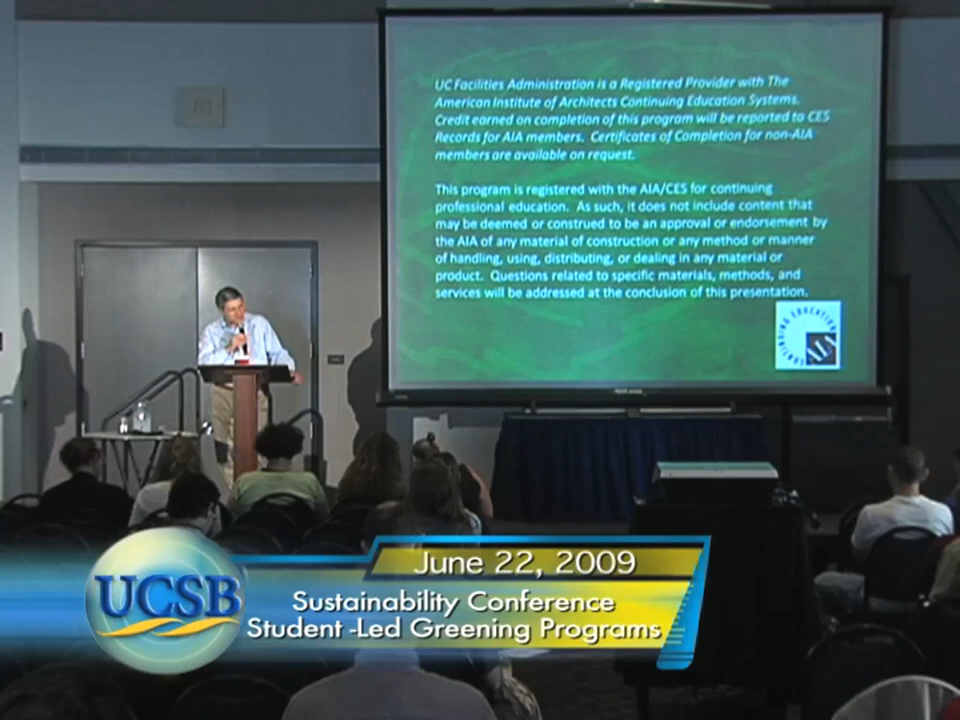 UC Facilities Administration is a Registered Provider with The
American Institute of Architects Continuing Education Systems.
Credit earned on completion of this program will be reported to CES
Records for AIA members. Certificates of Completion for non-AIA
members are available on request.
This program is registered with the AIA/CES for continuing
professional education. As such, it does not include content that
may be deemed or construed to be an approval or endorsement by
the AIA of any material of construction or any method or manner
of handling, using, distributing, or dealing in any material or
product. Questions related to specific materials, methods, and
services will be addressed at the conclusion of this presentation.
CONTINUING EDUCATION
AIA
June 22, 2009
UCSB
Sustainability Conference
Student -Led Greening Programs